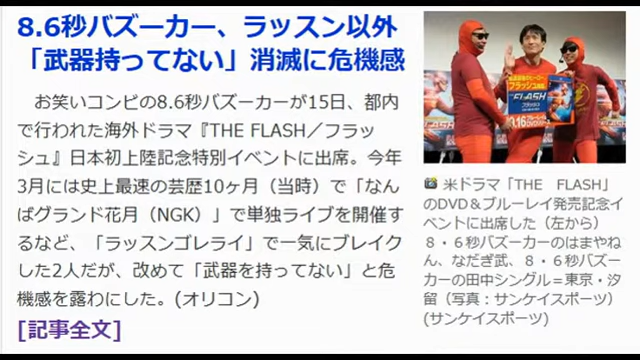 8.6秒バズーカー、ラッスン以外
「武器持ってない」消滅に危機感
お笑いコンビの8.6秒バズーカーが15日、都内
で行われた海外ドラマ『THE FLASH／フラッ
シュ』日本初上陸記念特別イベントに出席。今年
3月には史上最速の芸歴10ヶ月（当時）で「なん
ばグランド花月（NGK）」で単独ライブを開催す
るなど、「ラッスンゴレライ」で一気にブレイク
した2人だが、改めて「武器を持ってない」と危
機感を露わにした。(オリコン)
[記事全文]
THE FLASH
フラッシュ
米ドラマ「THE　FLASH」
のDVD＆ブルーレイ発売記念イ
ベントに出席した（左から）
８・６秒バズーカーのはまやね
ん、なだぎ武、８・６秒バズー
カーの田中シングル＝東京・汐
留（写真：サンケイスポーツ）
(サンケイスポーツ)